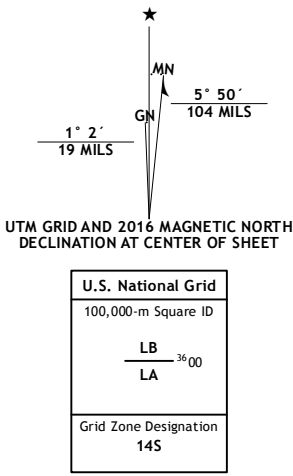 ★
MN
GN
5° 50´
104 MILS
1° 2´
19 MILS
UTM GRID AND 2016 MAGNETIC NORTH
DECLINATION AT CENTER OF SHEET
U.S. National Grid
100,000-m Square ID
LB
3600
LA
Grid Zone Designation
14S